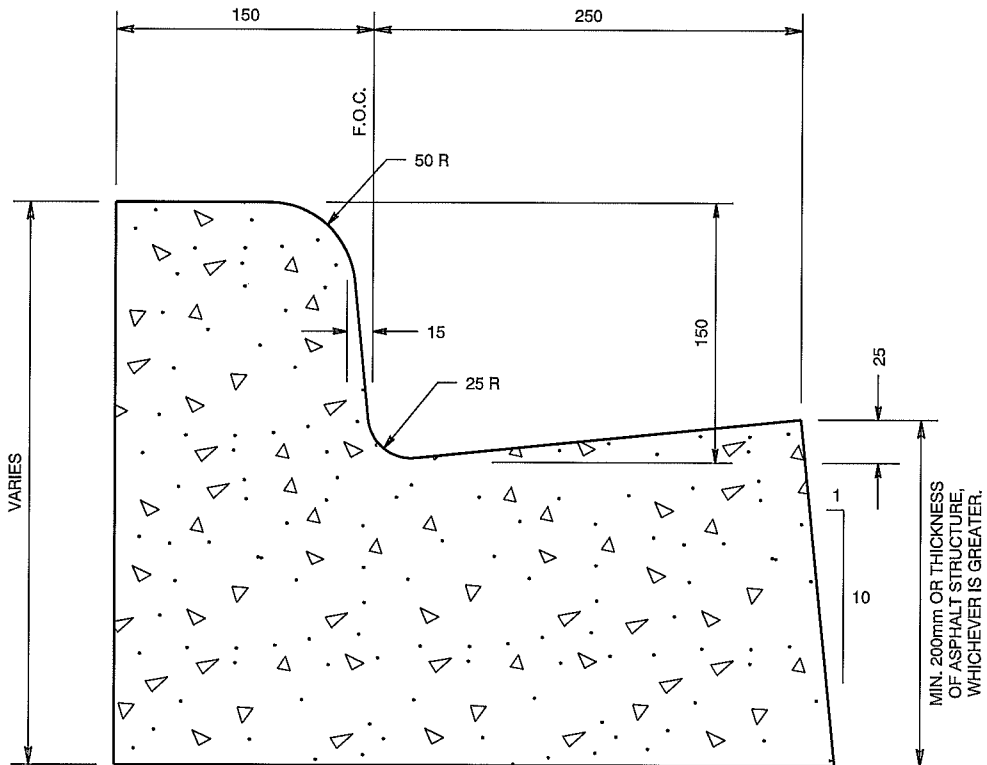 150
250
F.O.C.
50 R
15
150
25
25 R
VARIES
1
10
MIN. 200mm OR THICKNESS
OF ASPHALT STRUCTURE,
WHICHEVER IS GREATER.